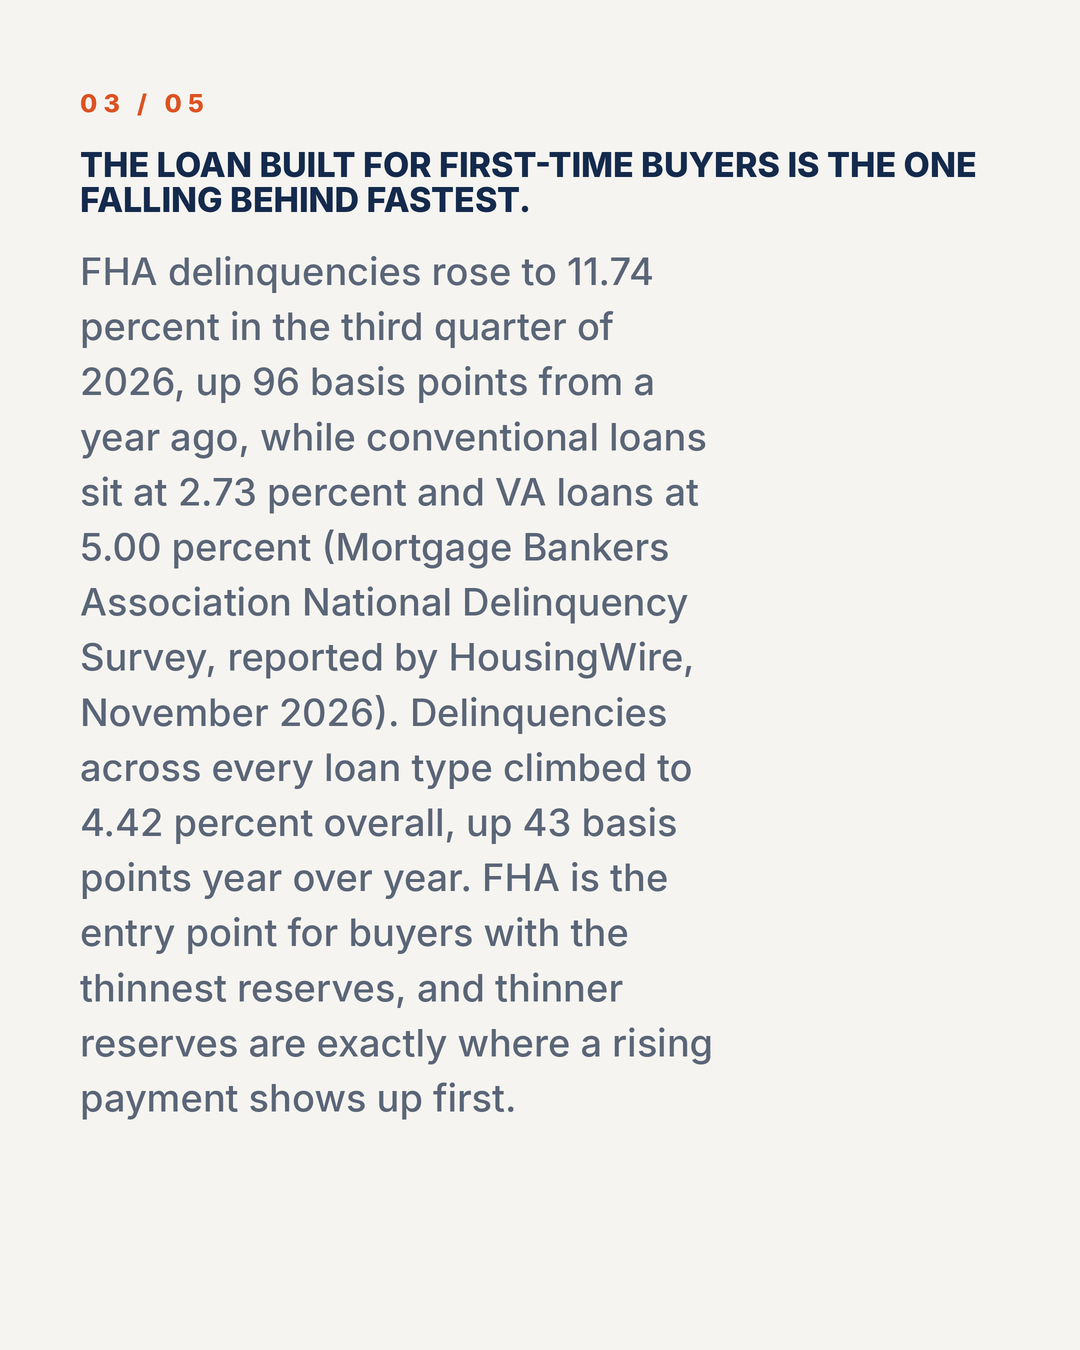 03 / 05
THE LOAN BUILT FOR FIRST-TIME BUYERS IS THE ONE
FALLING BEHIND FASTEST.
FHA delinquencies rose to 11.74
percent in the third quarter of
2026, up 96 basis points from a
year ago, while conventional loans
sit at 2.73 percent and VA loans at
5.00 percent (Mortgage Bankers
Association National Delinquency
Survey, reported by HousingWire,
November 2026). Delinquencies
across every loan type climbed to
4.42 percent overall, up 43 basis
points year over year. FHA is the
entry point for buyers with the
thinnest reserves, and thinner
reserves are exactly where a rising
payment shows up first.